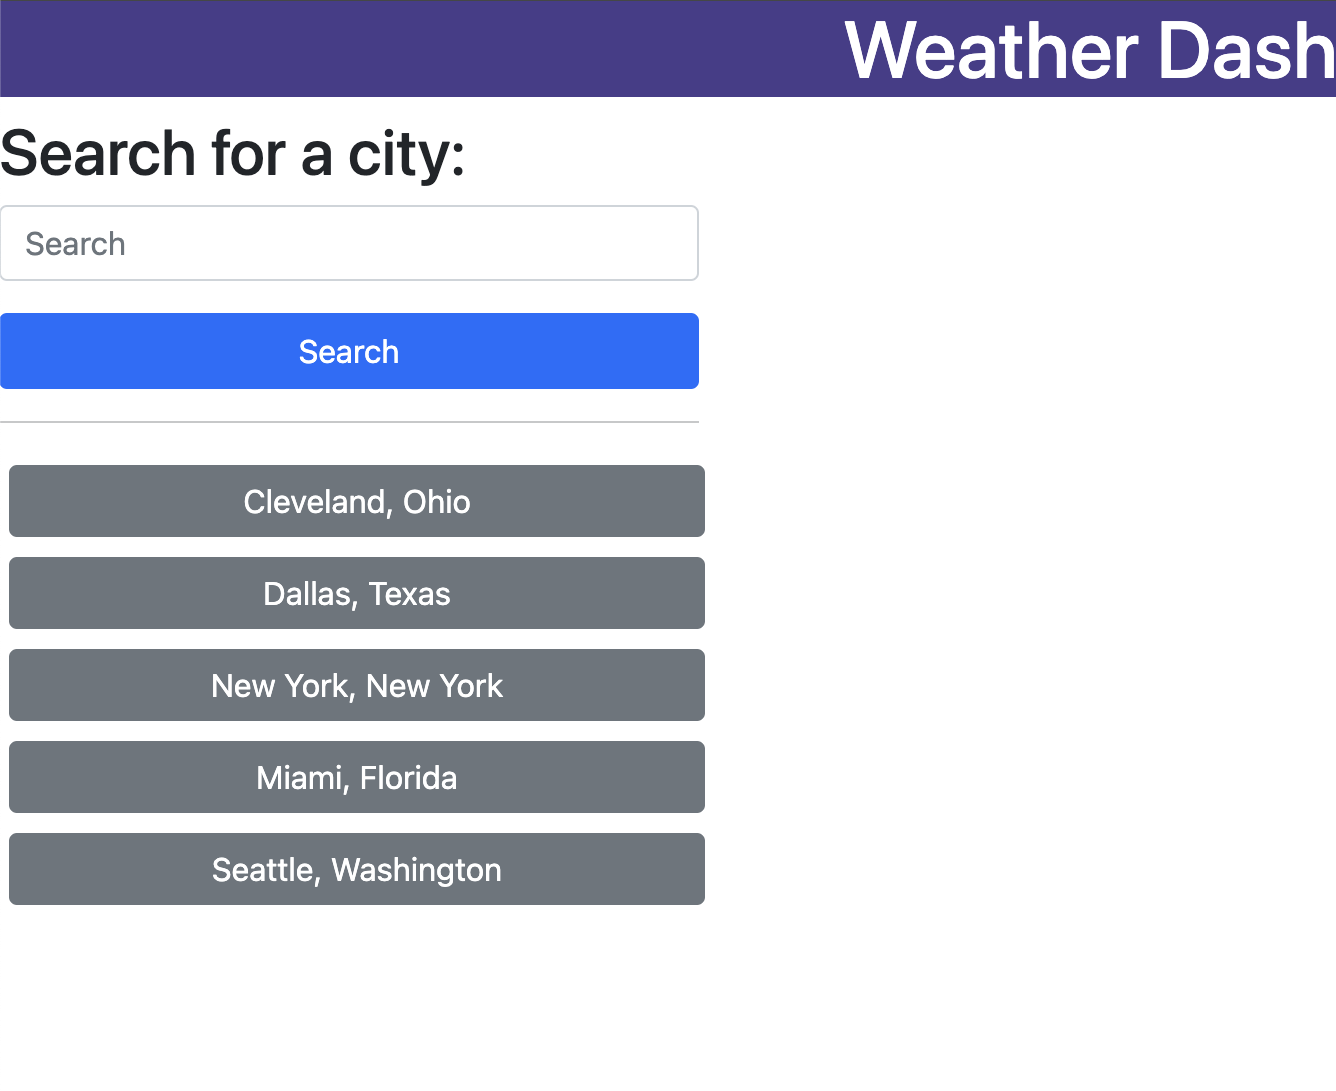 Weather Dash
Search for a city:
Search
Search
Cleveland, Ohio
Dallas, Texas
New York, New York
Miami, Florida
Seattle, Washington